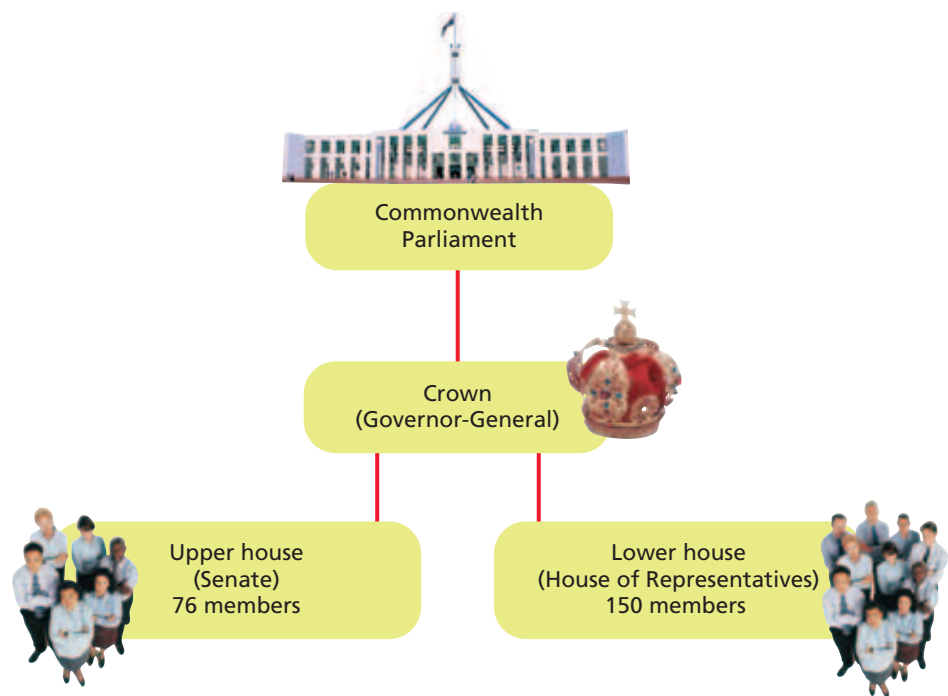 Commonwealth
Parliament
Crown
(Governor-General)
Upper house
(Senate)
76 members
Lower house
(House of Representatives)
150 members